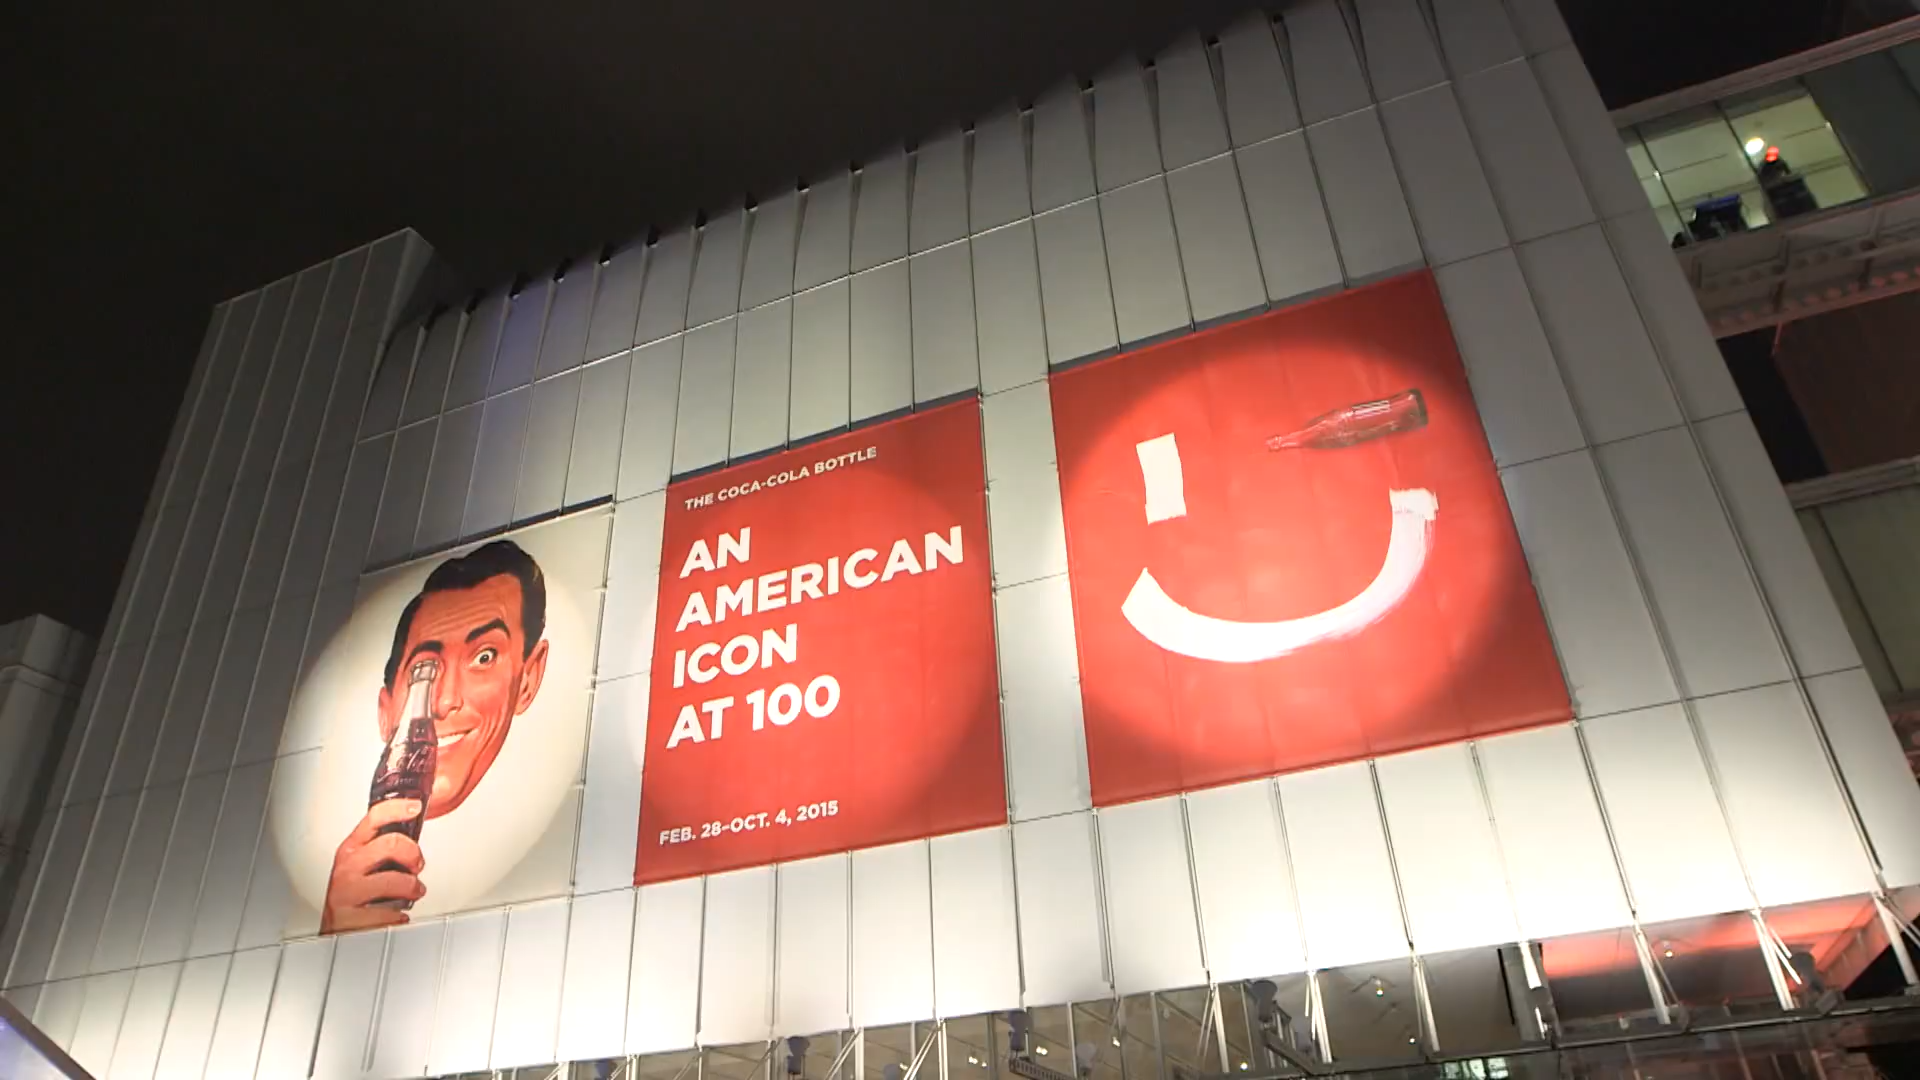 THE COCA-COLA BOTTLE
AN
AMERICAN
ICON
AT 100
FEB. 28-OCT. 4, 2015